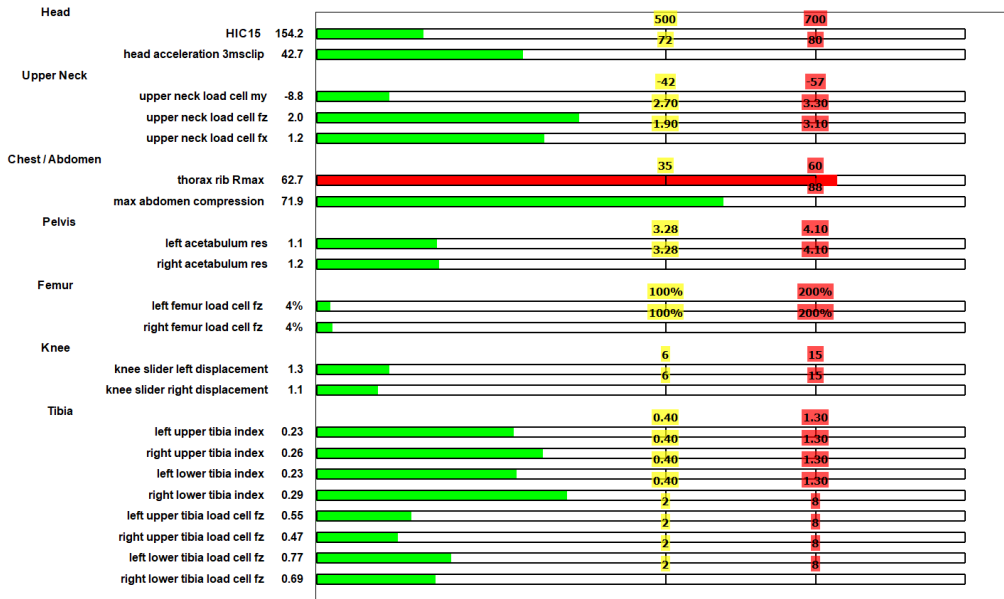 Head
500 700
HIC15 154.2
72 80
head acceleration 3msclip 42.7
Upper Neck
-42 -57
upper neck load cell my -8.8
2.70 3.30
upper neck load cell fz 2.0
1.90 3.10
upper neck load cell fx 1.2
Chest / Abdomen
35 60
thorax rib Rmax 62.7
88
max abdomen compression 71.9
Pelvis
3.28 4.10
left acetabulum res 1.1
3.28 4.10
right acetabulum res 1.2
Femur
100% 200%
left femur load cell fz 4%
100% 200%
right femur load cell fz 4%
Knee
6 15
knee slider left displacement 1.3
6 15
knee slider right displacement 1.1
Tibia
0.40 1.30
left upper tibia index 0.23
0.40 1.30
right upper tibia index 0.26
0.40 1.30
left lower tibia index 0.23
0.40 1.30
right lower tibia index 0.29
2 8
left upper tibia load cell fz 0.55
2 8
right upper tibia load cell fz 0.47
2 8
left lower tibia load cell fz 0.77
2 8
right lower tibia load cell fz 0.69